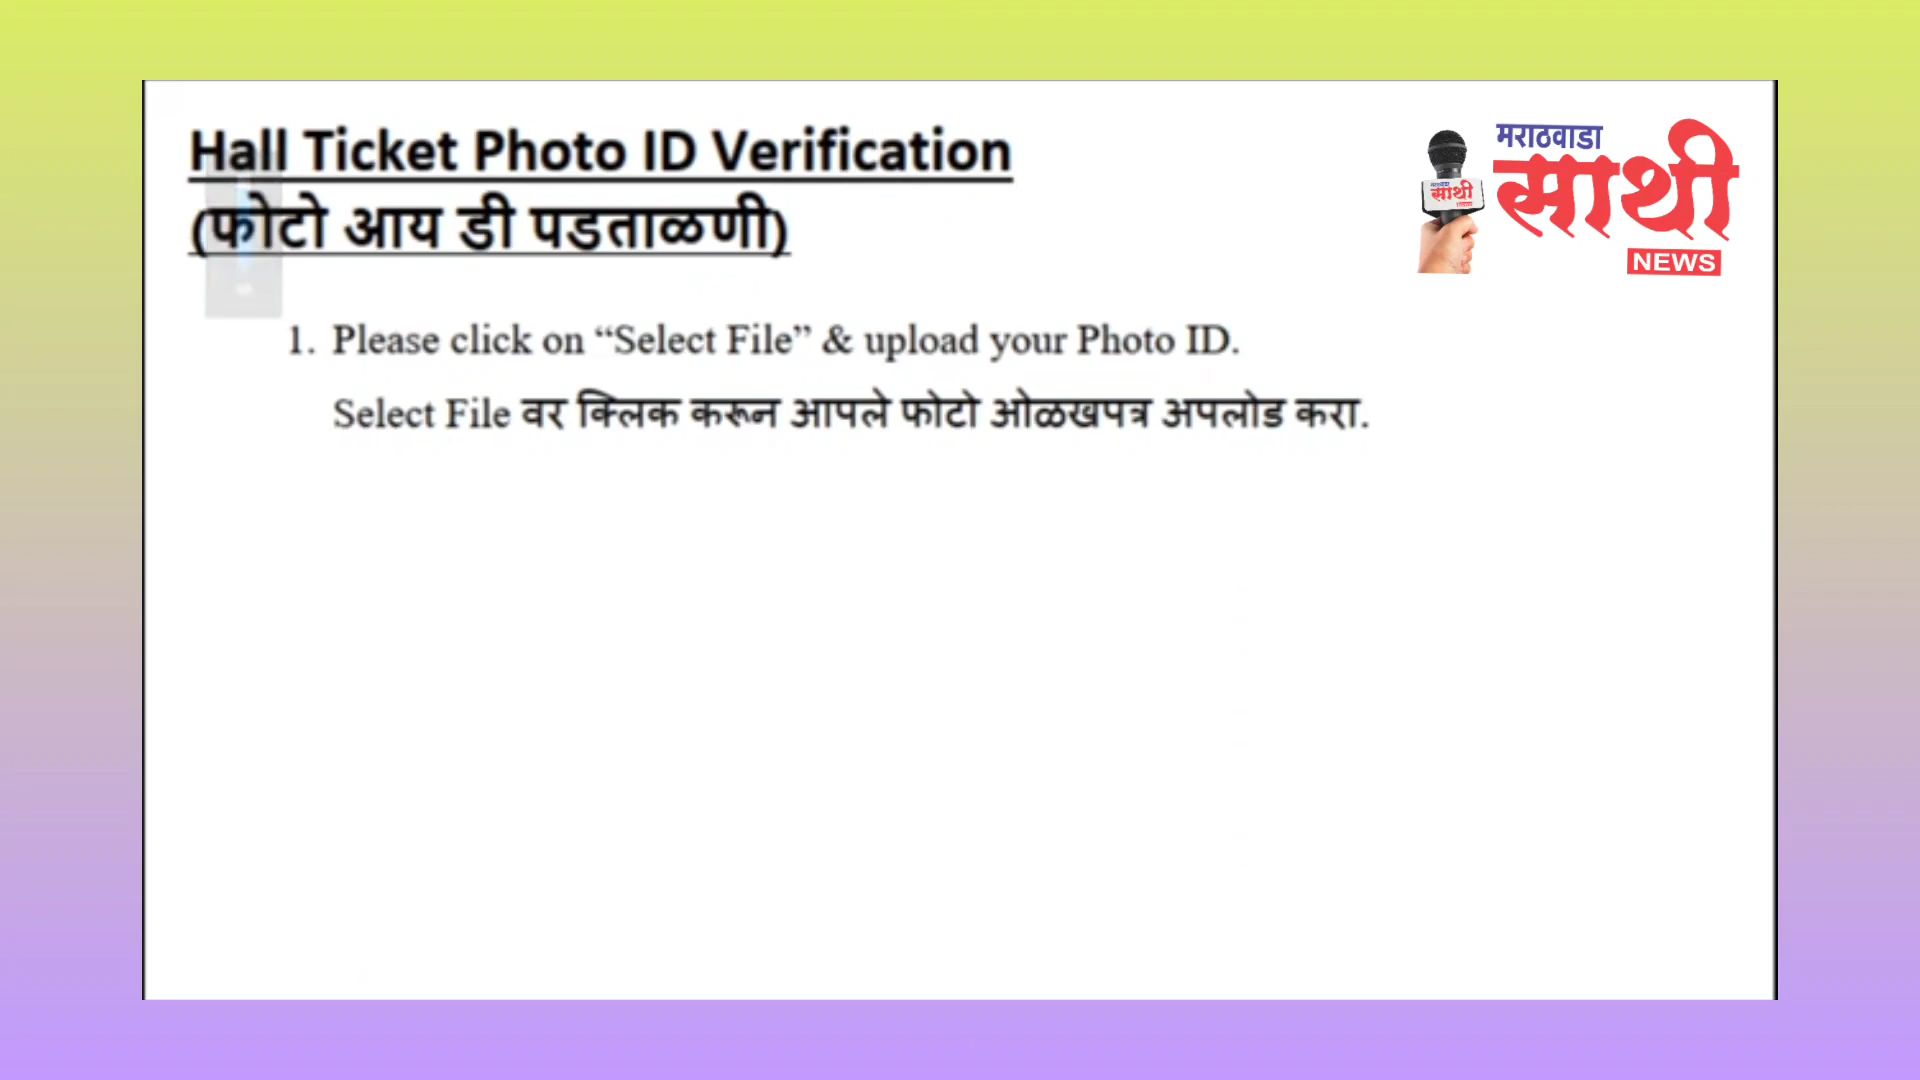 Hall Ticket Photo ID Verification
(फोटो आय डी पडताळणी)
मराठवाडा
साथी
NEWS
साथी
1. Please click on “Select File” & upload your Photo ID.
Select File वर क्लिक करून आपले फोटो ओळखपत्र अपलोड करा.